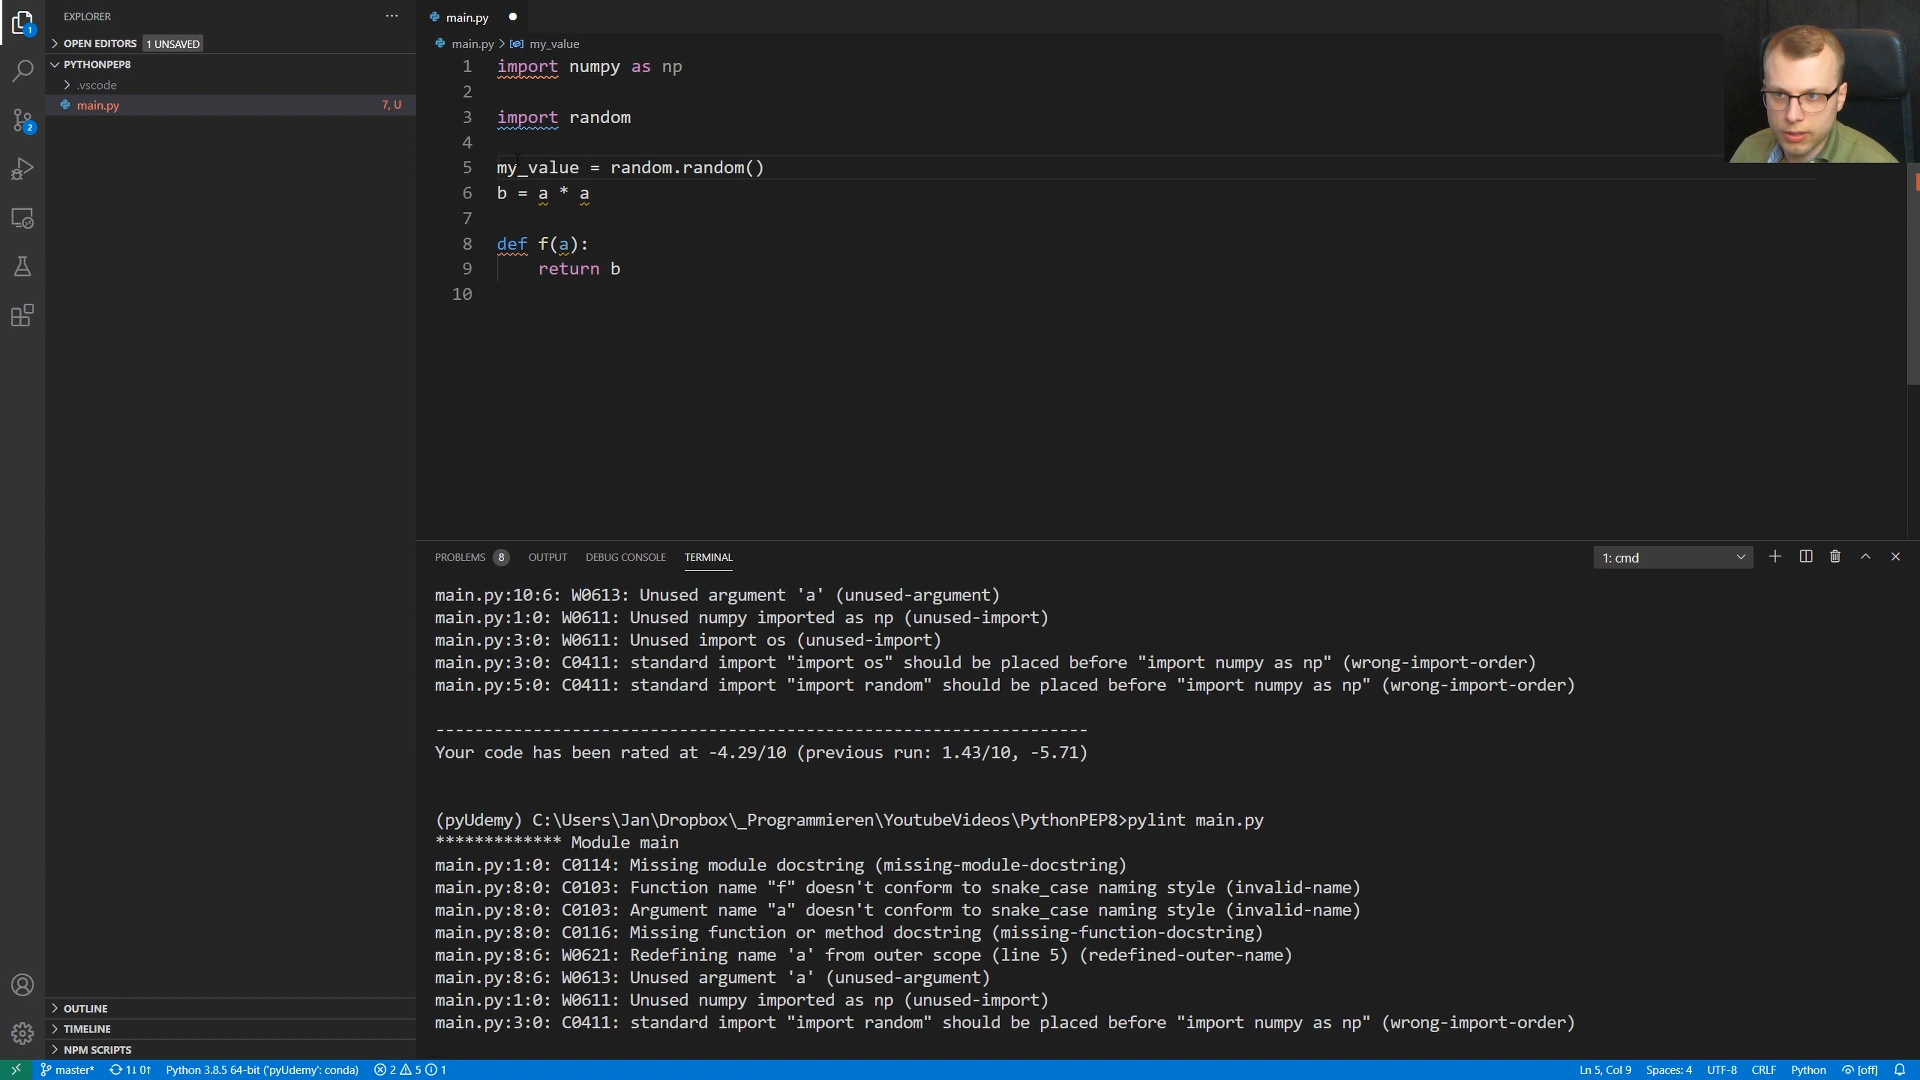 EXPLORER
OPEN EDITORS 1 UNSAVED
PYTHONPEP8
.vscode
main.py 7, U
OUTLINE
TIMELINE
NPM SCRIPTS
main.py
main.py > my_value
1 import numpy as np
2
3 import random
4
5 my_value = random.random()
6 b = a * a
7
8 def f(a):
9 return b
10
PROBLEMS 8 OUTPUT DEBUG CONSOLE TERMINAL 1: cmd
main.py:10:6: W0613: Unused argument 'a' (unused-argument)
main.py:1:0: W0611: Unused numpy imported as np (unused-import)
main.py:3:0: W0611: Unused import os (unused-import)
main.py:3:0: C0411: standard import "import os" should be placed before "import numpy as np" (wrong-import-order)
main.py:5:0: C0411: standard import "import random" should be placed before "import numpy as np" (wrong-import-order)
------------------------------------------------------------------
Your code has been rated at -4.29/10 (previous run: 1.43/10, -5.71)
(pyUdemy) C:\Users\Jan\Dropbox\_Programmieren\YoutubeVideos\PythonPEP8>pylint main.py
************* Module main
main.py:1:0: C0114: Missing module docstring (missing-module-docstring)
main.py:8:0: C0103: Function name "f" doesn't conform to snake_case naming style (invalid-name)
main.py:8:0: C0103: Argument name "a" doesn't conform to snake_case naming style (invalid-name)
main.py:8:0: C0116: Missing function or method docstring (missing-function-docstring)
main.py:8:6: W0621: Redefining name 'a' from outer scope (line 5) (redefined-outer-name)
main.py:8:6: W0613: Unused argument 'a' (unused-argument)
main.py:1:0: W0611: Unused numpy imported as np (unused-import)
main.py:3:0: C0411: standard import "import random" should be placed before "import numpy as np" (wrong-import-order)
master* 1↓ 0↑ Python 3.8.5 64-bit ('pyUdemy': conda) 2 5 1 Ln 5, Col 9 Spaces: 4 UTF-8 CRLF Python [off]